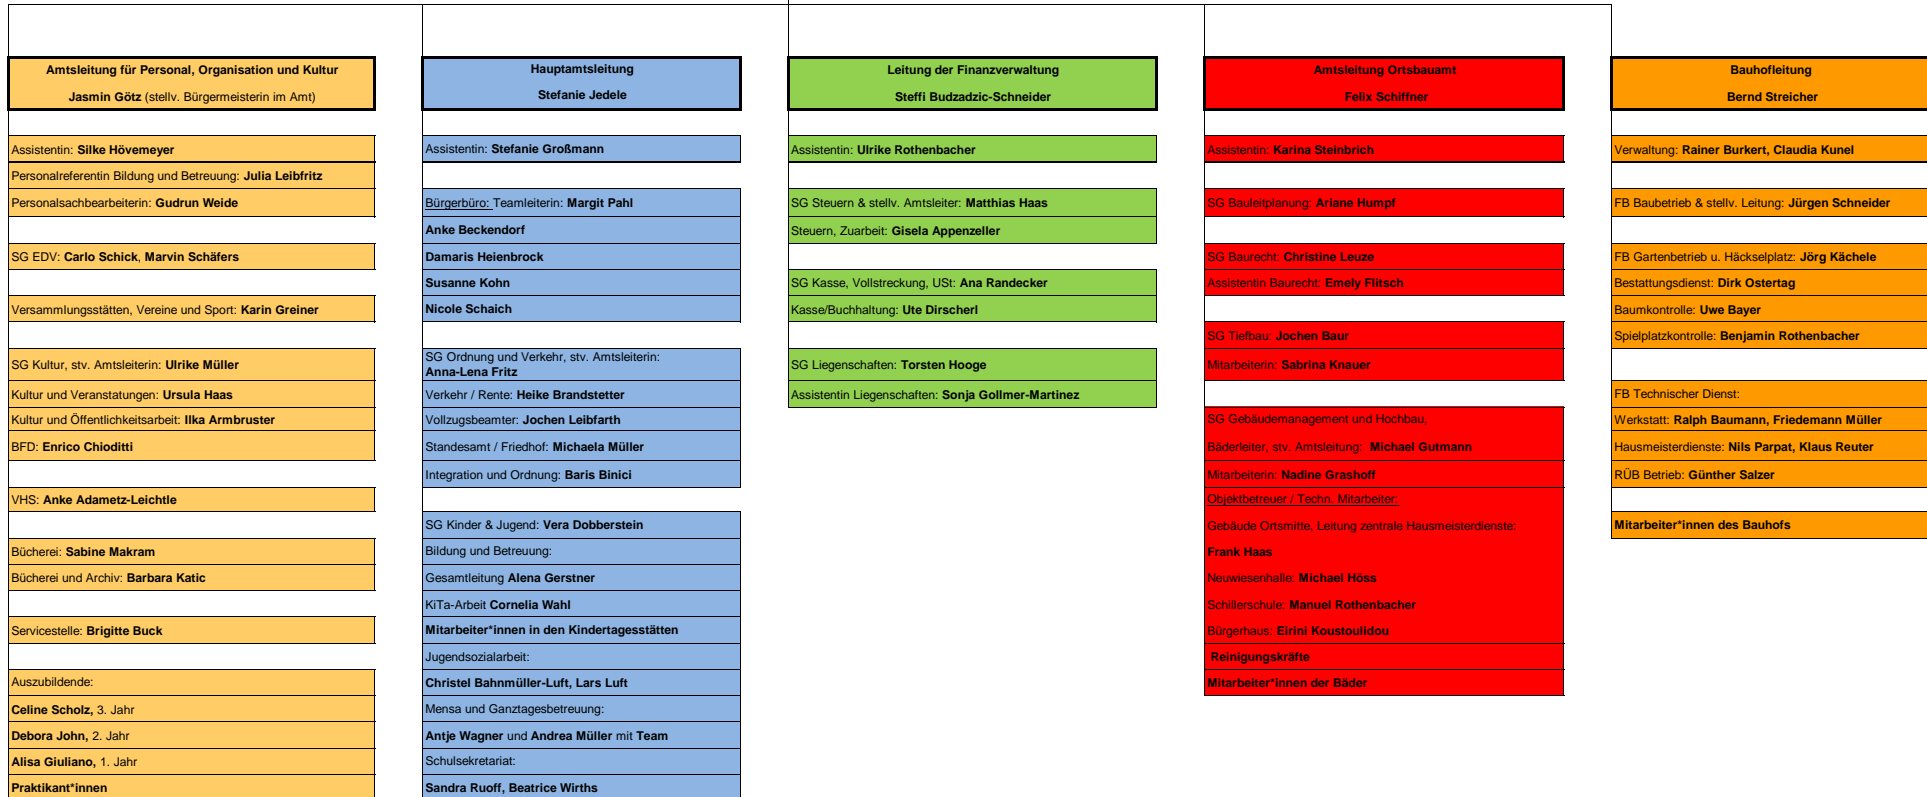 Amtsleitung für Personal, Organisation und Kultur
Jasmin Götz (stellv. Bürgermeisterin im Amt)
Assistentin: Silke Hövemeyer
Personalreferentin Bildung und Betreuung: Julia Leibfritz
Personalsachbearbeiterin: Gudrun Weide
SG EDV: Carlo Schick, Marvin Schäfers
Versammlungsstätten, Vereine und Sport: Karin Greiner
SG Kultur, stv. Amtsleiterin: Ulrike Müller
Kultur und Veranstatungen: Ursula Haas
Kultur und Öffentlichkeitsarbeit: Ilka Armbruster
BFD: Enrico Chioditti
VHS: Anke Adametz-Leichtle
Bücherei: Sabine Makram
Bücherei und Archiv: Barbara Katic
Servicestelle: Brigitte Buck
Auszubildende:
Celine Scholz, 3. Jahr
Debora John, 2. Jahr
Alisa Giuliano, 1. Jahr
Praktikant*innen
Hauptamtsleitung
Stefanie Jedele
Assistentin: Stefanie Großmann
Bürgerbüro: Teamleiterin: Margit Pahl
Anke Beckendorf
Damaris Heienbrock
Susanne Kohn
Nicole Schaich
SG Ordnung und Verkehr, stv. Amtsleiterin:
Anna-Lena Fritz
Verkehr / Rente: Heike Brandstetter
Vollzugsbeamter: Jochen Leibfarth
Standesamt / Friedhof: Michaela Müller
Integration und Ordnung: Baris Binici
SG Kinder & Jugend: Vera Dobberstein
Bildung und Betreuung:
Gesamtleitung Alena Gerstner
KiTa-Arbeit Cornelia Wahl
Mitarbeiter*innen in den Kindertagesstätten
Jugendsozialarbeit:
Christel Bahnmüller-Luft, Lars Luft
Mensa und Ganztagesbetreuung:
Antje Wagner und Andrea Müller mit Team
Schulsekretariat:
Sandra Ruoff, Beatrice Wirths
Leitung der Finanzverwaltung
Steffi Budzadzic-Schneider
Assistentin: Ulrike Rothenbacher
SG Steuern & stellv. Amtsleiter: Matthias Haas
Steuern, Zuarbeit: Gisela Appenzeller
SG Kasse, Vollstreckung, USt: Ana Randecker
Kasse/Buchhaltung: Ute Dirscherl
SG Liegenschaften: Torsten Hooge
Assistentin Liegenschaften: Sonja Gollmer-Martinez
Amtsleitung Ortsbauamt
Felix Schiffner
Assistentin: Karina Steinbrich
SG Bauleitplanung: Ariane Humpf
SG Baurecht: Christine Leuze
Assistentin Baurecht: Emely Flitsch
SG Tiefbau: Jochen Baur
Mitarbeiterin: Sabrina Knauer
SG Gebäudemanagement und Hochbau,
Bäderleiter, stv. Amtsleitung: Michael Gutmann
Mitarbeiterin: Nadine Grashoff
Objektbetreuer / Techn. Mitarbeiter:
Gebäude Ortsmitte, Leitung zentrale Hausmeisterdienste:
Frank Haas
Neuwiesenhalle: Michael Höss
Schillerschule: Manuel Rothenbacher
Bürgerhaus: Eirini Koustoulidou
Reinigungskräfte
Mitarbeiter*innen der Bäder
Bauhofleitung
Bernd Streicher
Verwaltung: Rainer Burkert, Claudia Kunel
FB Baubetrieb & stellv. Leitung: Jürgen Schneider
FB Gartenbetrieb u. Häckselplatz: Jörg Kächele
Bestattungsdienst: Dirk Ostertag
Baumkontrolle: Uwe Bayer
Spielplatzkontrolle: Benjamin Rothenbacher
FB Technischer Dienst:
Werkstatt: Ralph Baumann, Friedemann Müller
Hausmeisterdienste: Nils Parpat, Klaus Reuter
RÜB Betrieb: Günther Salzer
Mitarbeiter*innen des Bauhofs